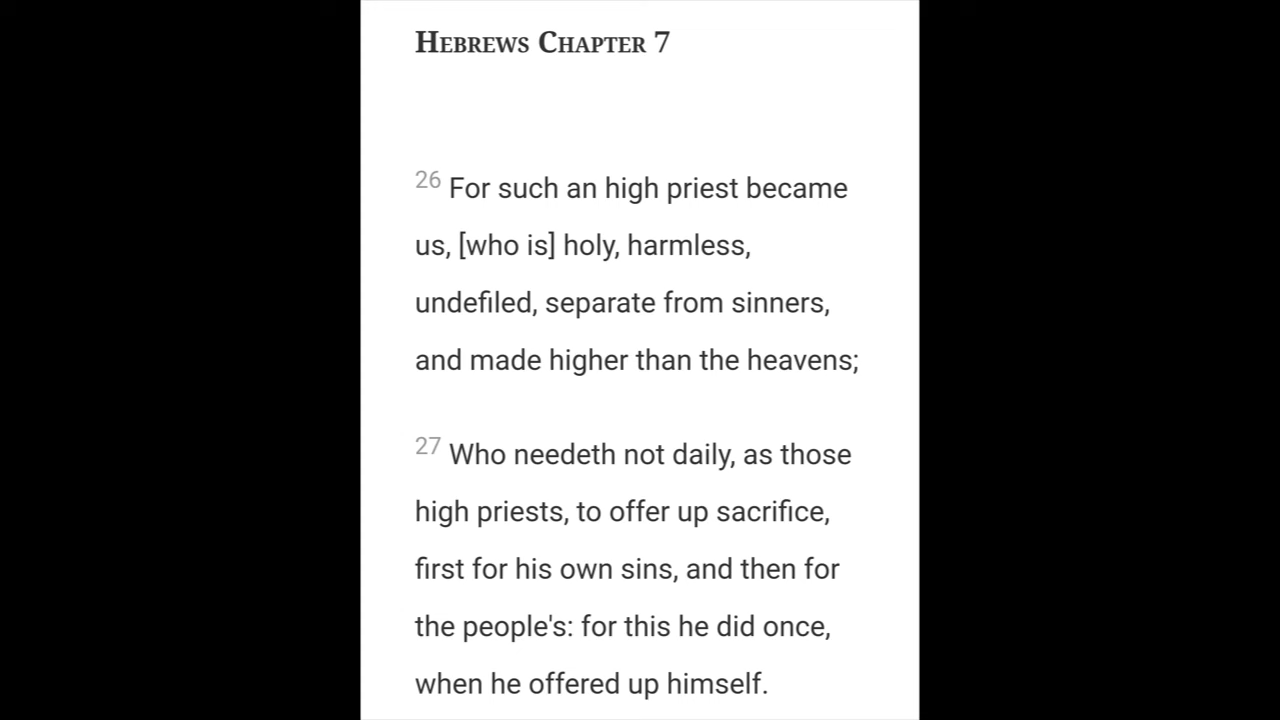 Hebrews Chapter 7
26 For such an high priest became
us, [who is] holy, harmless,
undefiled, separate from sinners,
and made higher than the heavens;
27 Who needeth not daily, as those
high priests, to offer up sacrifice,
first for his own sins, and then for
the people's: for this he did once,
when he offered up himself.